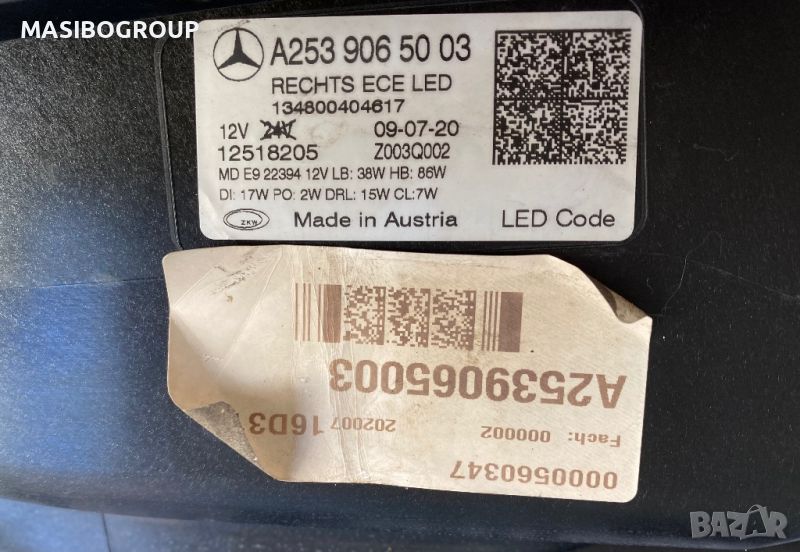 MASIBOGROUP
A253 906 50 03
RECHTS ECE LED
134800404617
12V 24V 09-07-20
12518205 Z003Q002
MD E9 22394 12V LB: 38W HB: 86W
DI: 17W PO: 2W DRL: 15W CL:7W
ZKW Made in Austria LED Code
A2539065003
202007 16D3
Fach: 000002
0000560347
BAZAR